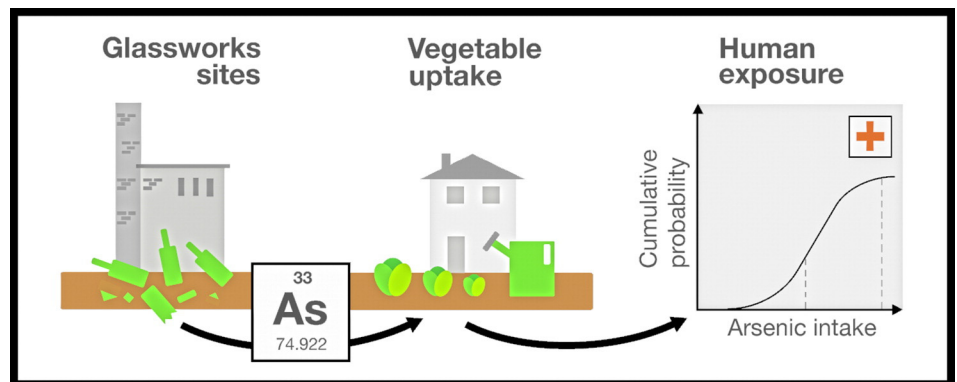 Glassworks
sites
Vegetable
uptake
Human
exposure
33
As
74.922
Cumulative
probability
Arsenic intake